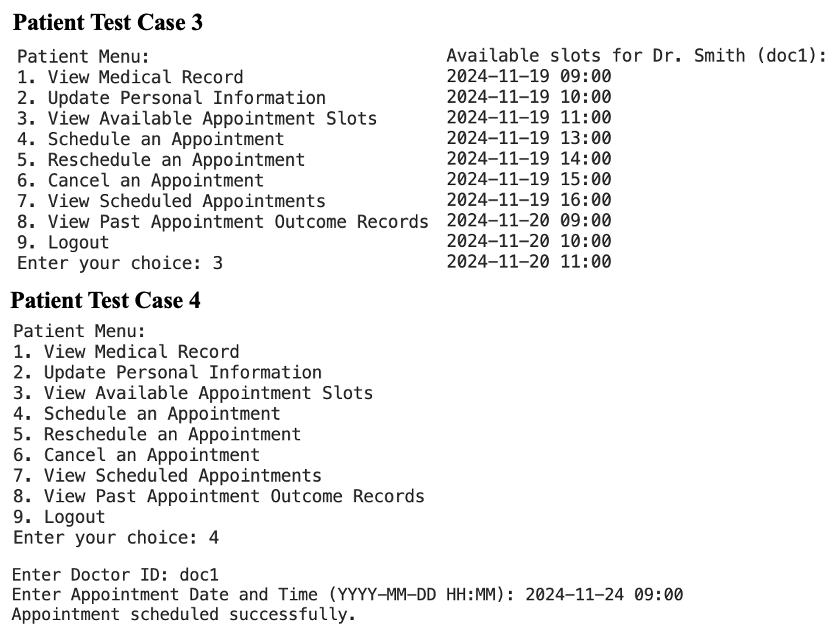 Patient Test Case 3
Patient Menu:
1. View Medical Record
2. Update Personal Information
3. View Available Appointment Slots
4. Schedule an Appointment
5. Reschedule an Appointment
6. Cancel an Appointment
7. View Scheduled Appointments
8. View Past Appointment Outcome Records
9. Logout
Enter your choice: 3
Available slots for Dr. Smith (doc1):
2024-11-19 09:00
2024-11-19 10:00
2024-11-19 11:00
2024-11-19 13:00
2024-11-19 14:00
2024-11-19 15:00
2024-11-19 16:00
2024-11-20 09:00
2024-11-20 10:00
2024-11-20 11:00
Patient Test Case 4
Patient Menu:
1. View Medical Record
2. Update Personal Information
3. View Available Appointment Slots
4. Schedule an Appointment
5. Reschedule an Appointment
6. Cancel an Appointment
7. View Scheduled Appointments
8. View Past Appointment Outcome Records
9. Logout
Enter your choice: 4
Enter Doctor ID: doc1
Enter Appointment Date and Time (YYYY-MM-DD HH:MM): 2024-11-24 09:00
Appointment scheduled successfully.